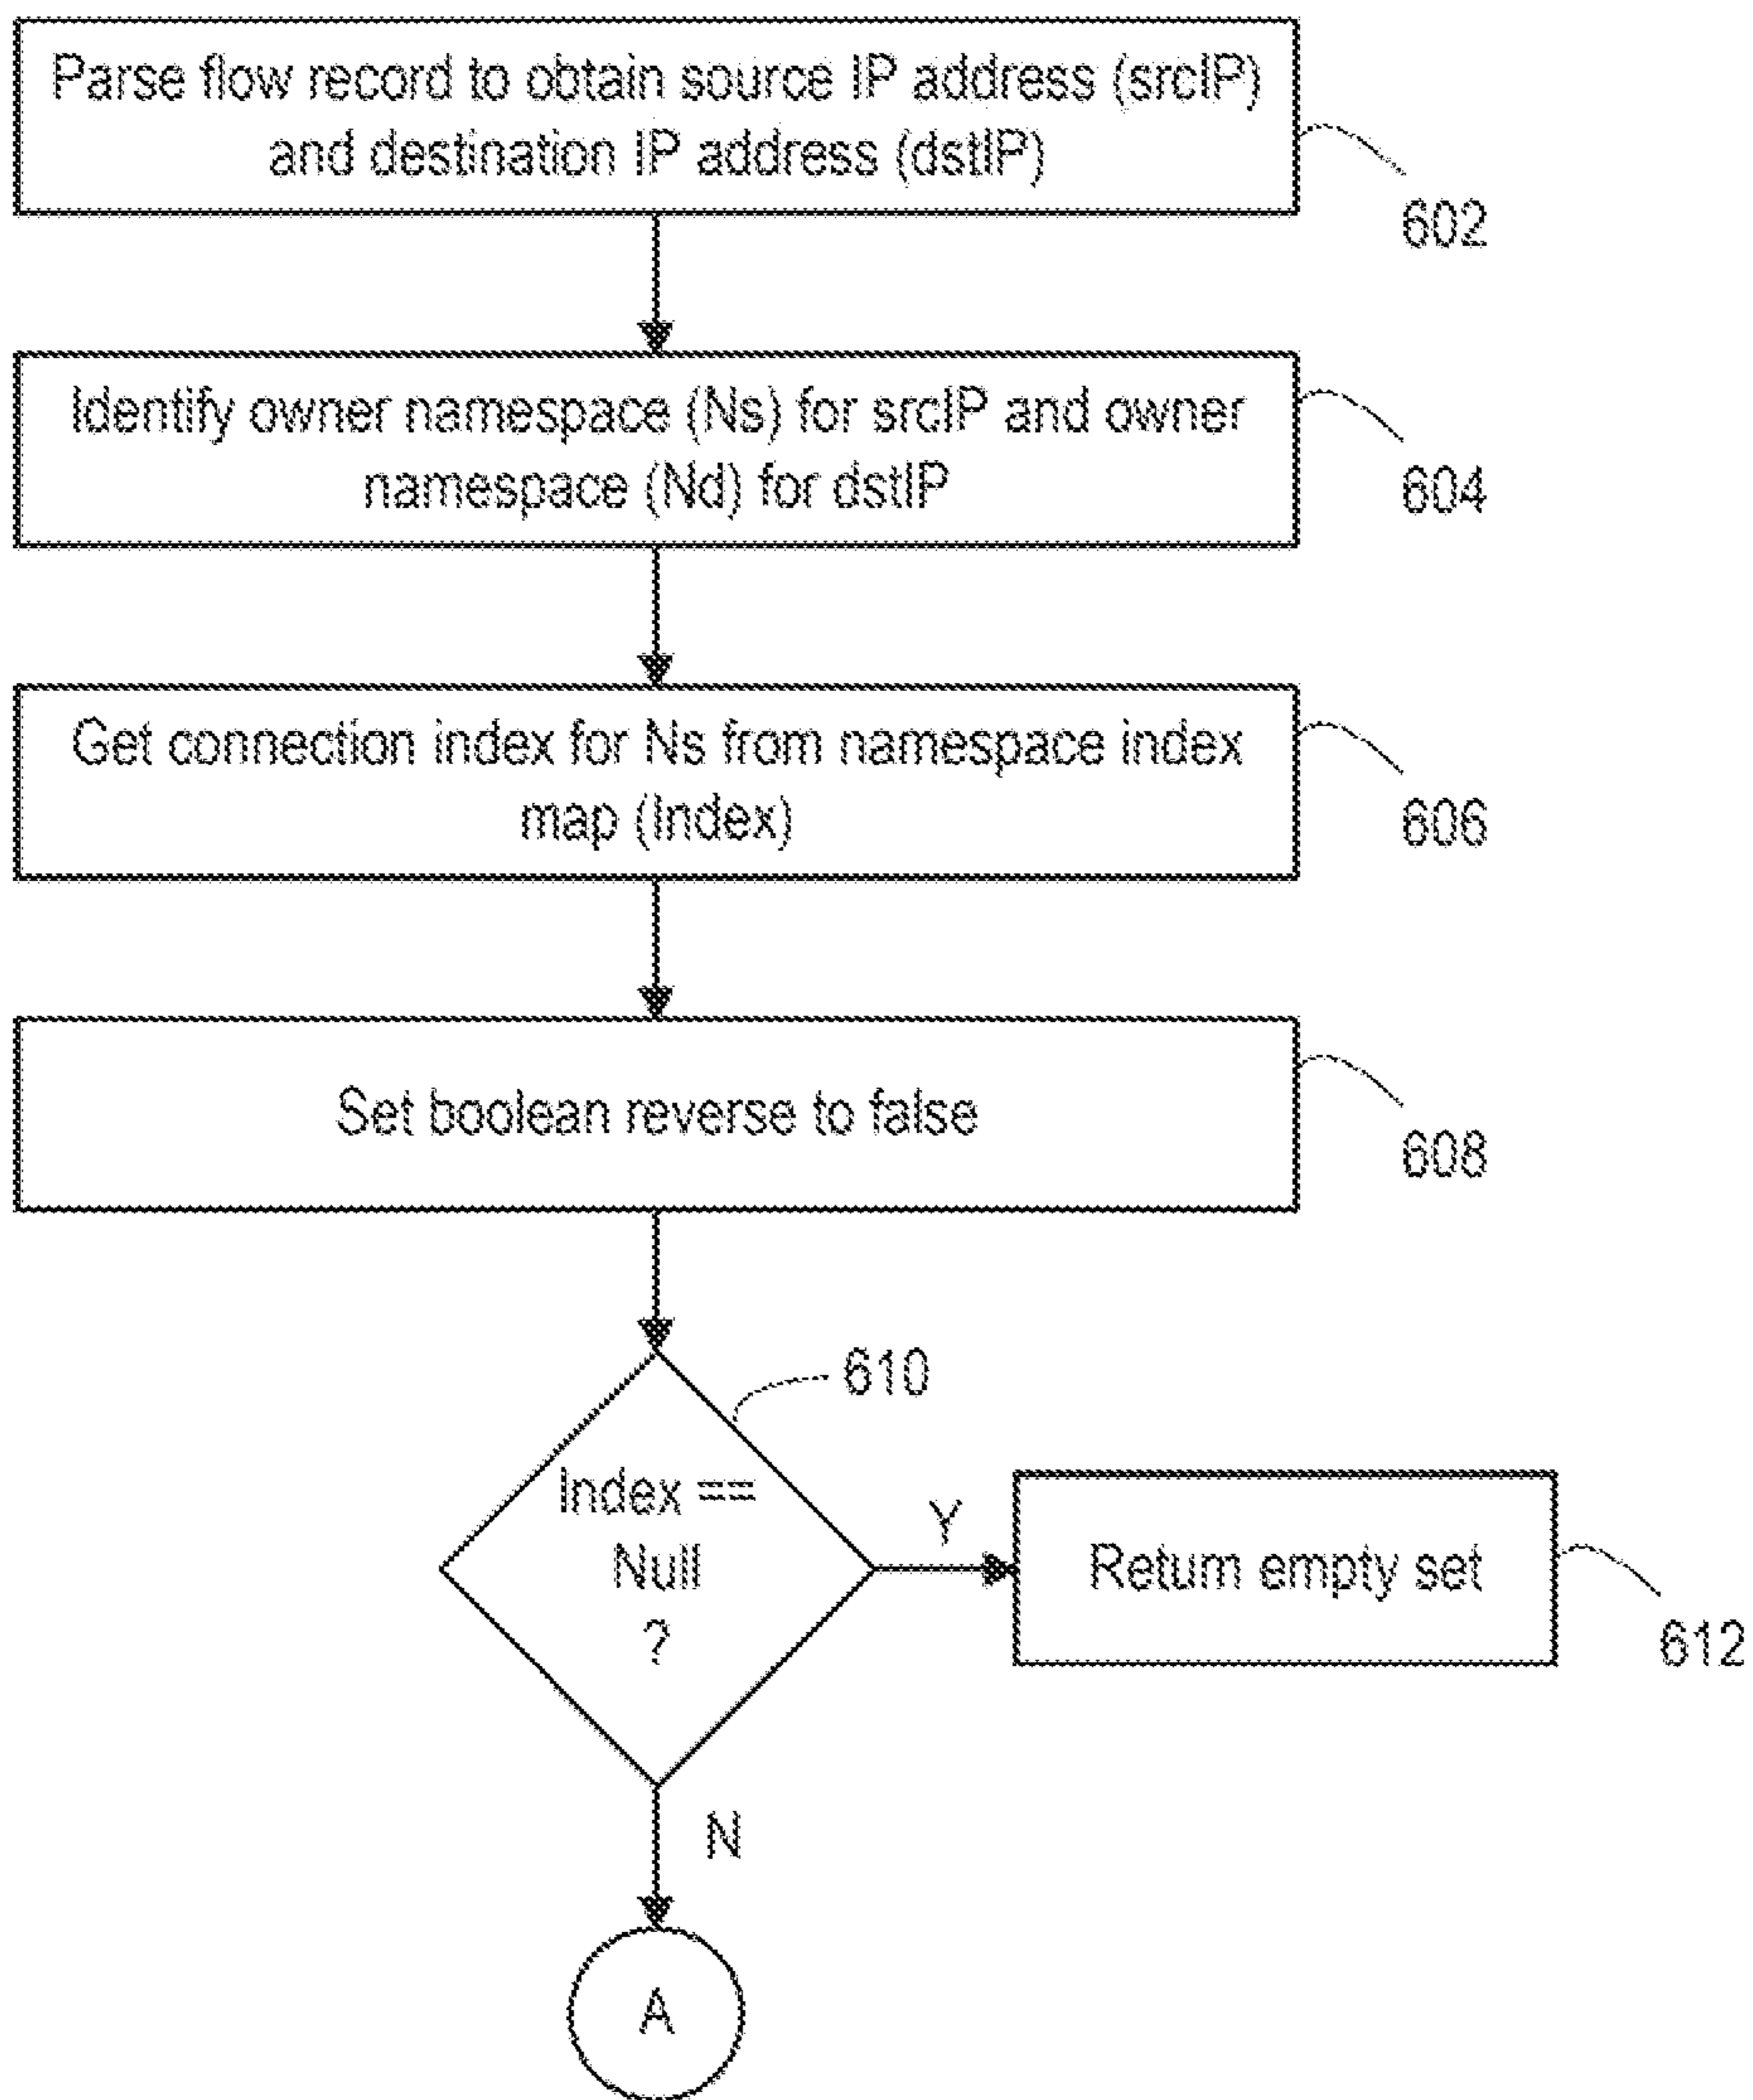 Parse flow record to obtain source IP address (srcIP)
and destination IP address (dstIP)
602
Identify owner namespace (Ns) for srcIP and owner
namespace (Nd) for dstIP
604
Get connection index for Ns from namespace index
map (Index)
606
Set boolean reverse to false
608
610
Index ==
Null
?
Y
Return empty set
612
N
A